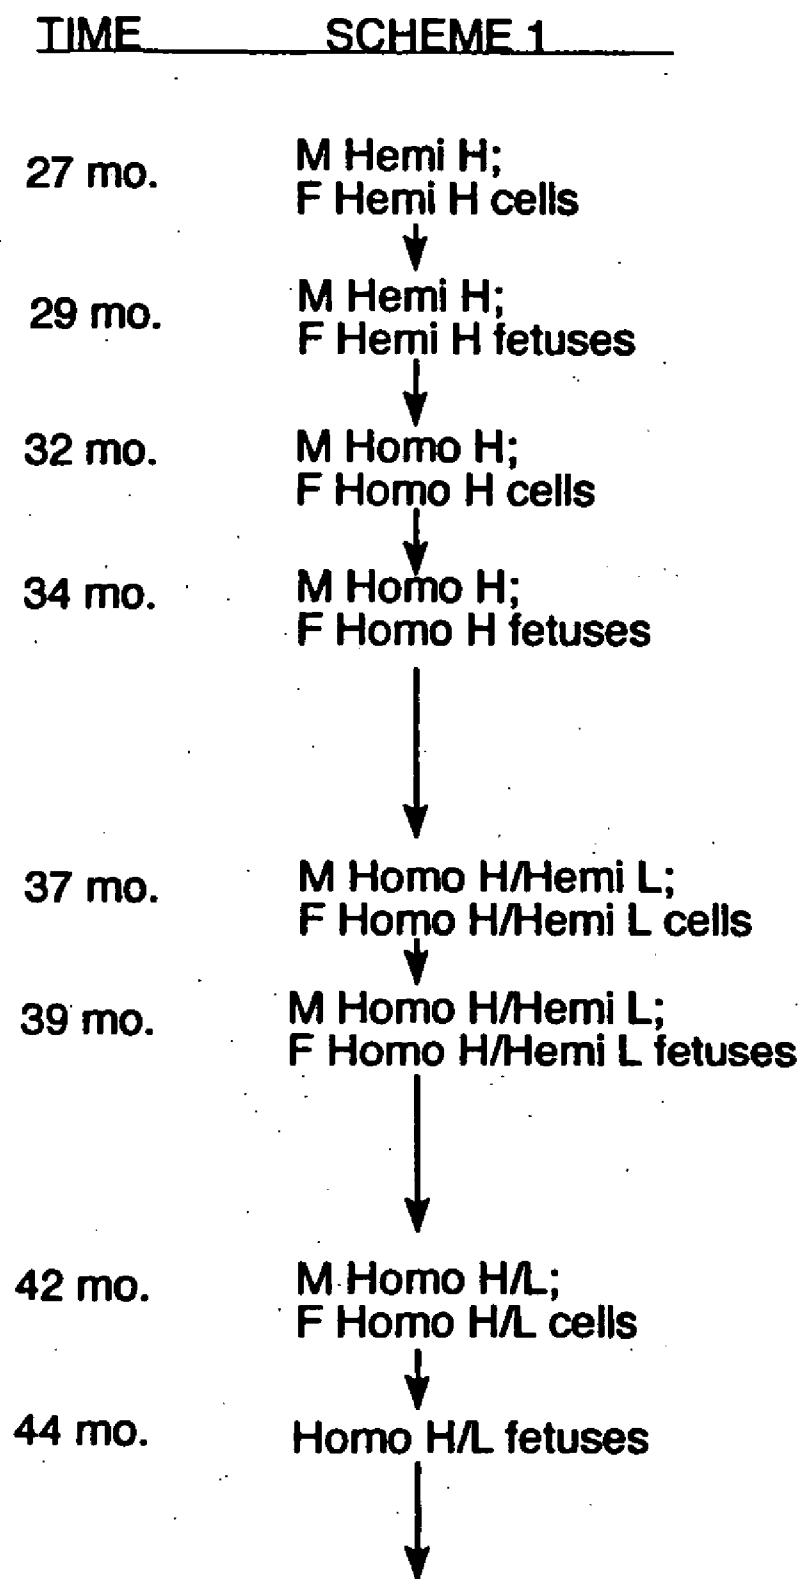 TIME SCHEME 1
27 mo. M Hemi H;
F Hemi H cells
29 mo. M Hemi H;
F Hemi H fetuses
32 mo. M Homo H;
F Homo H cells
34 mo. M Homo H;
F Homo H fetuses
37 mo. M Homo H/Hemi L;
F Homo H/Hemi L cells
39 mo. M Homo H/Hemi L;
F Homo H/Hemi L fetuses
42 mo. M Homo H/L;
F Homo H/L cells
44 mo. Homo H/L fetuses